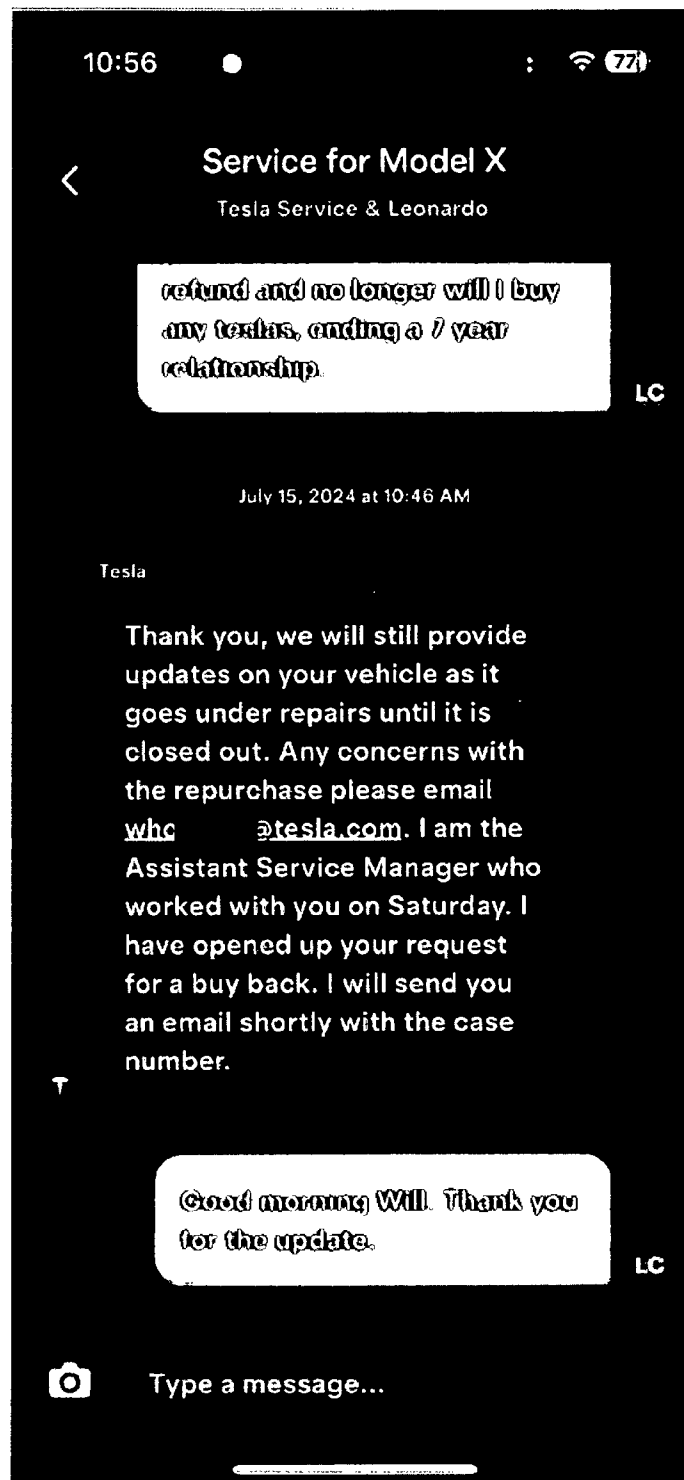 10:56
77
Service for Model X
Tesla Service & Leonardo
refund and no longer will I buy
any teslas, ending a 7 year
relationship.
LC
July 15, 2024 at 10:46 AM
Tesla
Thank you, we will still provide
updates on your vehicle as it
goes under repairs until it is
closed out. Any concerns with
the repurchase please email
@tesla.com. I am the
Assistant Service Manager who
worked with you on Saturday. I
have opened up your request
for a buy back. I will send you
an email shortly with the case
number.
T
Good morning Will. Thank you
for the update.
LC
Type a message...